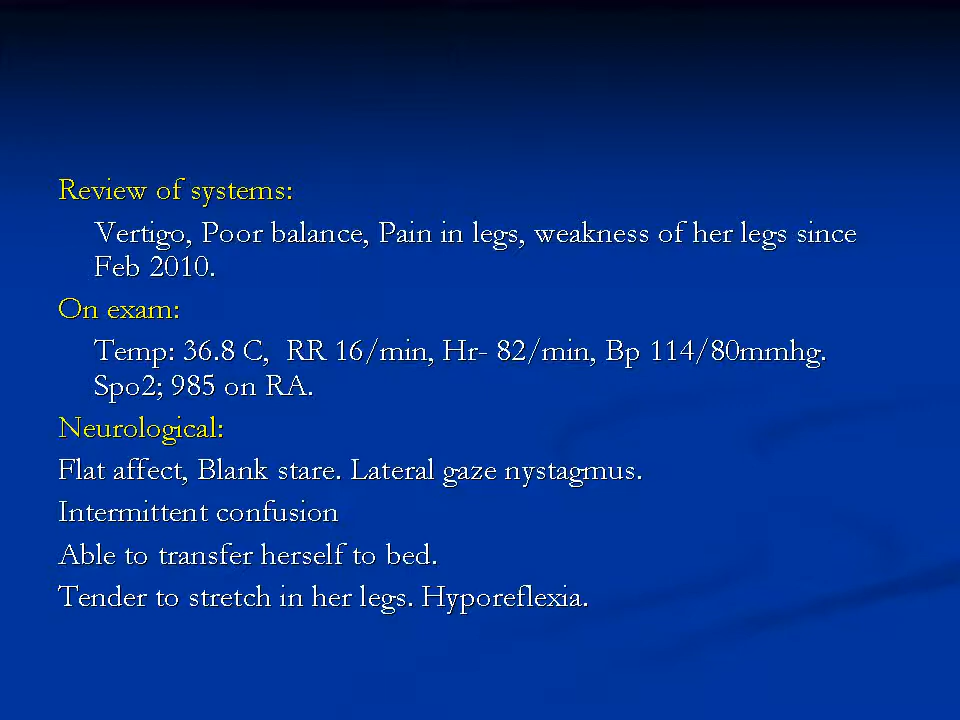 Review of systems:
Vertigo, Poor balance, Pain in legs, weakness of her legs since
Feb 2010.
On exam:
Temp: 36.8 C,  RR 16/min, Hr- 82/min, Bp 114/80mmhg.
Spo2; 985 on RA.
Neurological:
Flat affect, Blank stare. Lateral gaze nystagmus.
Intermittent confusion
Able to transfer herself to bed.
Tender to stretch in her legs. Hyporeflexia.